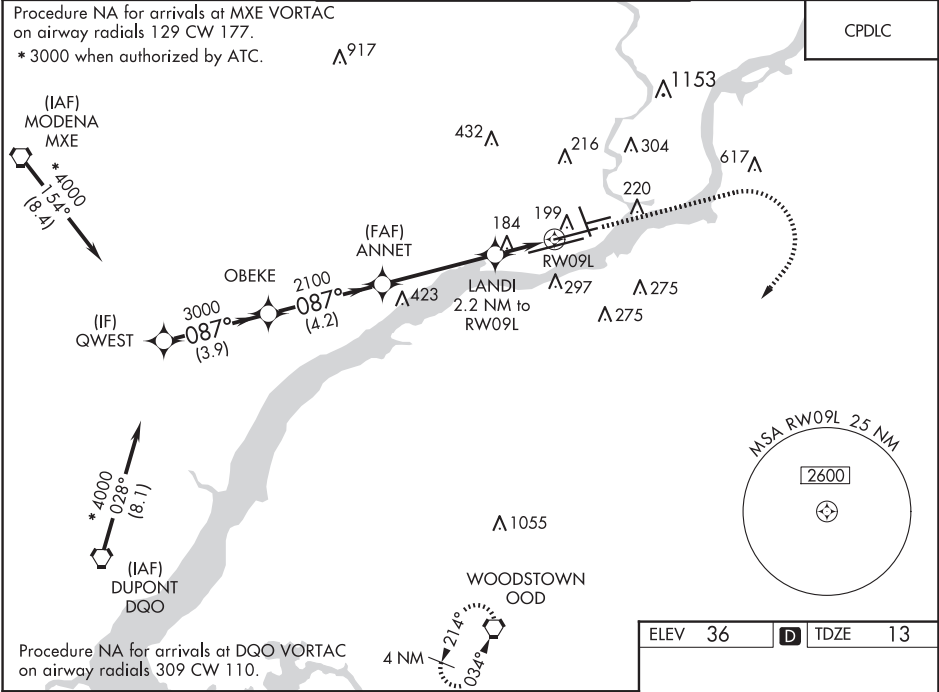 Procedure NA for arrivals at MXE VORTAC
on airway radials 129 CW 177.
* 3000 when authorized by ATC.
CPDLC
917
1153
(IAF)
MODENA
MXE
* 4000
154°
(8.4)
432
216
304
617
220
199
184
(FAF)
ANNET
RW09L
OBEKE
2100
087°
(4.2)
423
LANDI
2.2 NM to
RW09L
297
275
275
3000
087°
(3.9)
(IF)
QWEST
MSA RW09L 25 NM
2600
* 4000
028°
(8.1)
1055
(IAF)
DUPONT
DQO
WOODSTOWN
OOD
214°
034°
4 NM
Procedure NA for arrivals at DQO VORTAC
on airway radials 309 CW 110.
ELEV 36 D TDZE 13